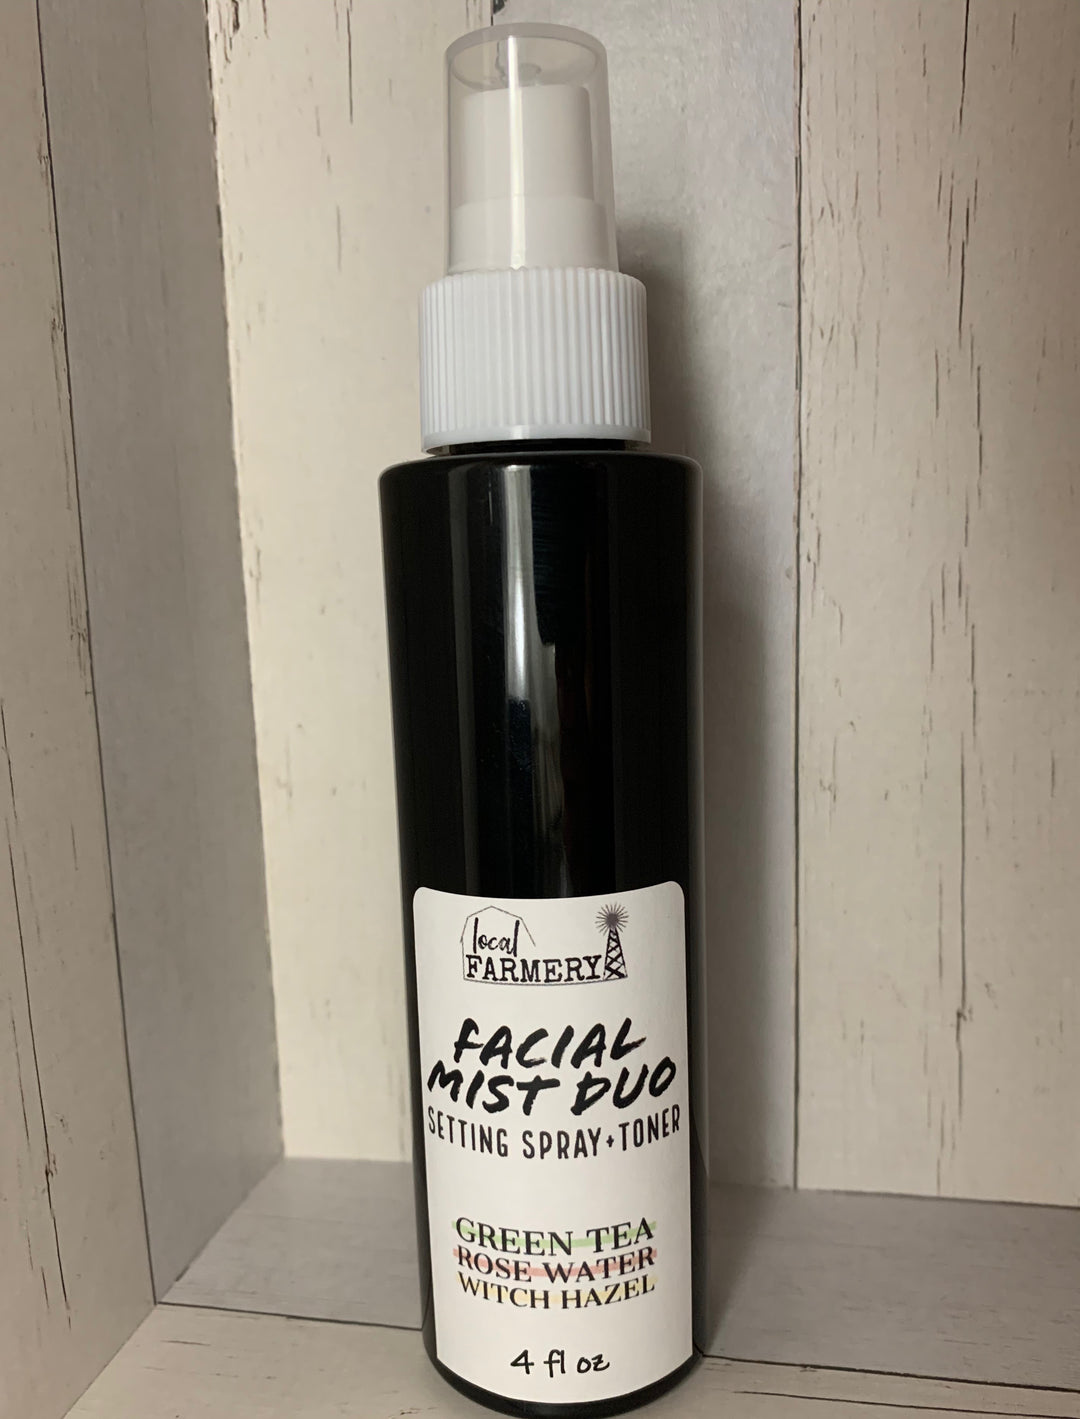 local
FARMERY
FACIAL
MIST DUO
SETTING SPRAY+TONER
GREEN TEA
ROSE WATER
WITCH HAZEL
4 fl oz